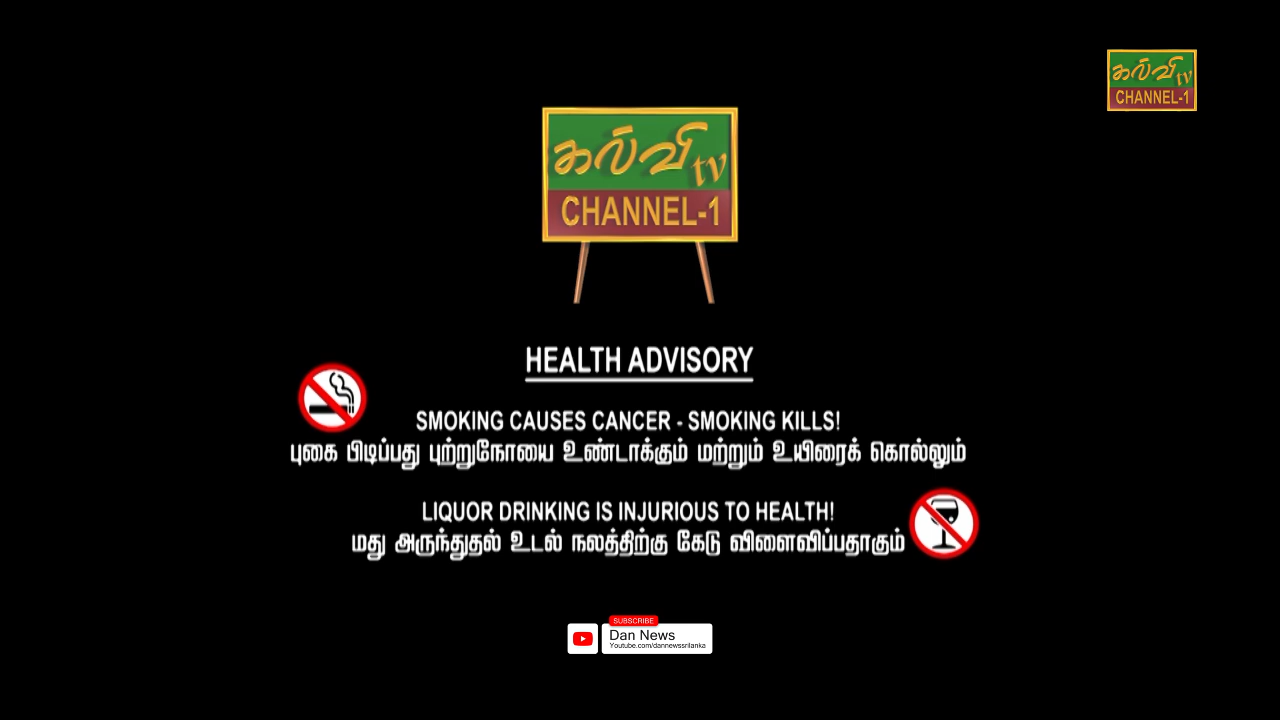 கல்வி tv
CHANNEL-1
கல்வி tv
CHANNEL-1
HEALTH ADVISORY
SMOKING CAUSES CANCER - SMOKING KILLS!
புகை பிடிப்பது புற்றுநோயை உண்டாக்கும் மற்றும் உயிரைக் கொல்லும்
LIQUOR DRINKING IS INJURIOUS TO HEALTH!
மது அருந்துதல் உடல் நலத்திற்கு கேடு விளைவிப்பதாகும்
SUBSCRIBE
Dan News
Youtube.com/dannewssrilanka